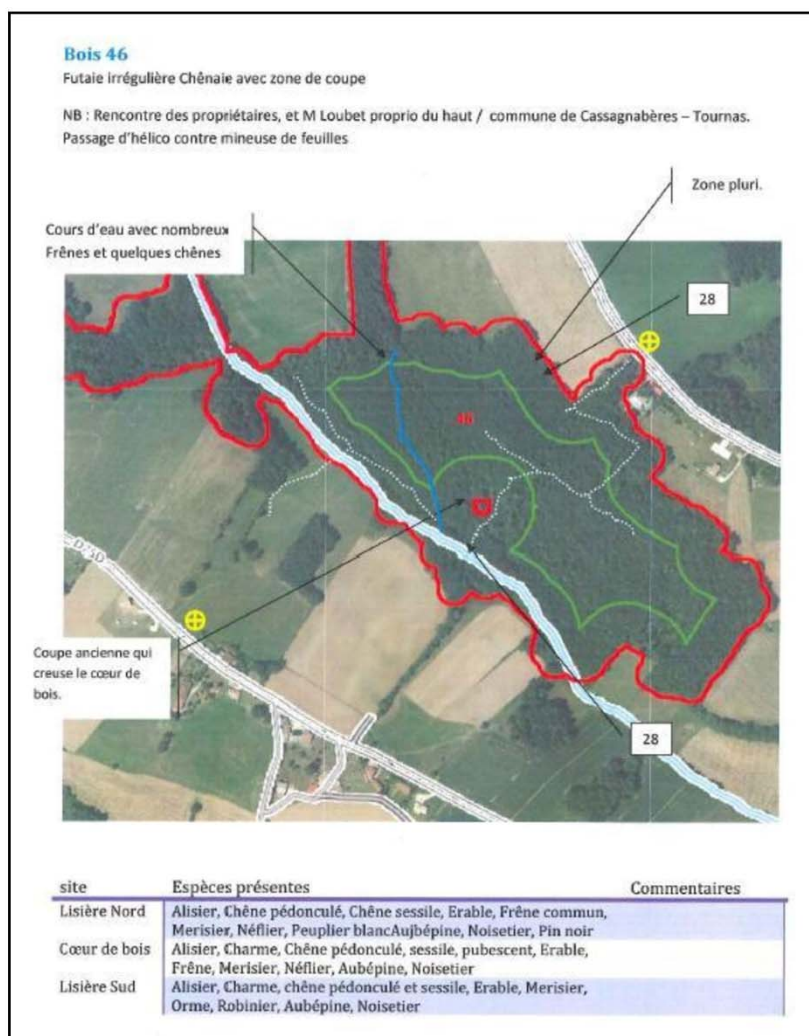 Bois 46
Futaie irrégulière Chênaie avec zone de coupe
NB : Rencontre des propriétaires, et M Loubet proprio du haut / commune de Cassagnabères – Tournas.
Passage d'hélico contre mineuse de feuilles
Zone pluri.
Cours d'eau avec nombreux
Frênes et quelques chênes
28
46
Coupe ancienne qui
creuse le cœur de
bois.
28
site Espèces présentes Commentaires
Lisière Nord Alisier, Chêne pédonculé, Chêne sessile, Erable, Frêne commun,
Merisier, Néflier, Peuplier blancAujbépine, Noisetier, Pin noir
Cœur de bois Alisier, Charme, Chêne pédonculé, sessile, pubescent, Erable,
Frêne, Merisier, Néflier, Aubépine, Noisetier
Lisière Sud Alisier, Charme, chêne pédonculé et sessile, Erable, Merisier,
Orme, Robinier, Aubépine, Noisetier